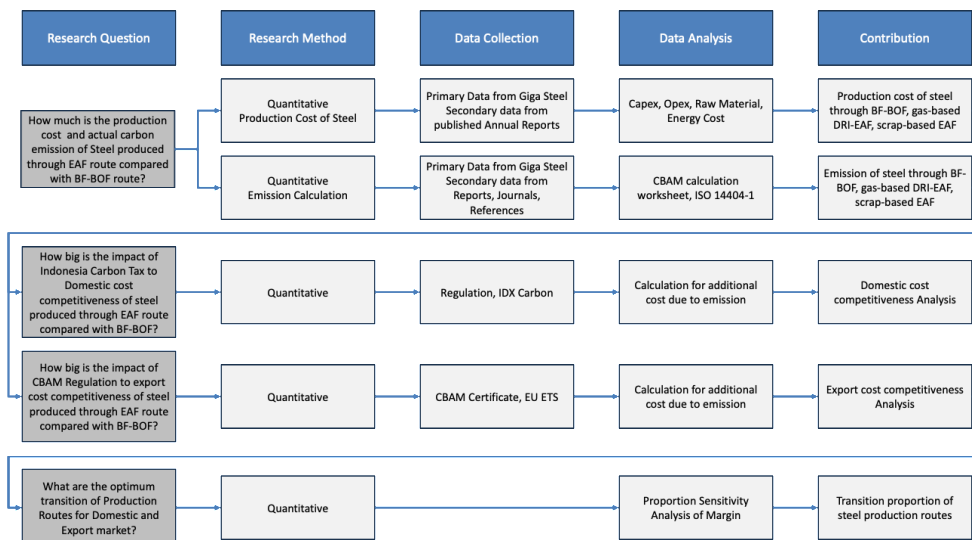 Research Question
Research Method
Data Collection
Data Analysis
Contribution
How much is the production
cost and actual carbon
emission of Steel produced
through EAF route compared
with BF-BOF route?
Quantitative
Production Cost of Steel
Primary Data from Giga Steel
Secondary data from
published Annual Reports
Capex, Opex, Raw Material,
Energy Cost
Production cost of steel
through BF-BOF, gas-based
DRI-EAF, scrap-based EAF
Quantitative
Emission Calculation
Primary Data from Giga Steel
Secondary data from
Reports, Journals,
References
CBAM calculation
worksheet, ISO 14404-1
Emission of steel through BF-
BOF, gas-based DRI-EAF,
scrap-based EAF
How big is the impact of
Indonesia Carbon Tax to
Domestic cost
competitiveness of steel
produced through EAF route
compared with BF-BOF?
Quantitative
Regulation, IDX Carbon
Calculation for additional
cost due to emission
Domestic cost
competitiveness Analysis
How big is the impact of
CBAM Regulation to export
cost competitiveness of steel
produced through EAF route
compared with BF-BOF?
Quantitative
CBAM Certificate, EU ETS
Calculation for additional
cost due to emission
Export cost competitiveness
Analysis
What are the optimum
transition of Production
Routes for Domestic and
Export market?
Quantitative
Proportion Sensitivity
Analysis of Margin
Transition proportion of
steel production routes